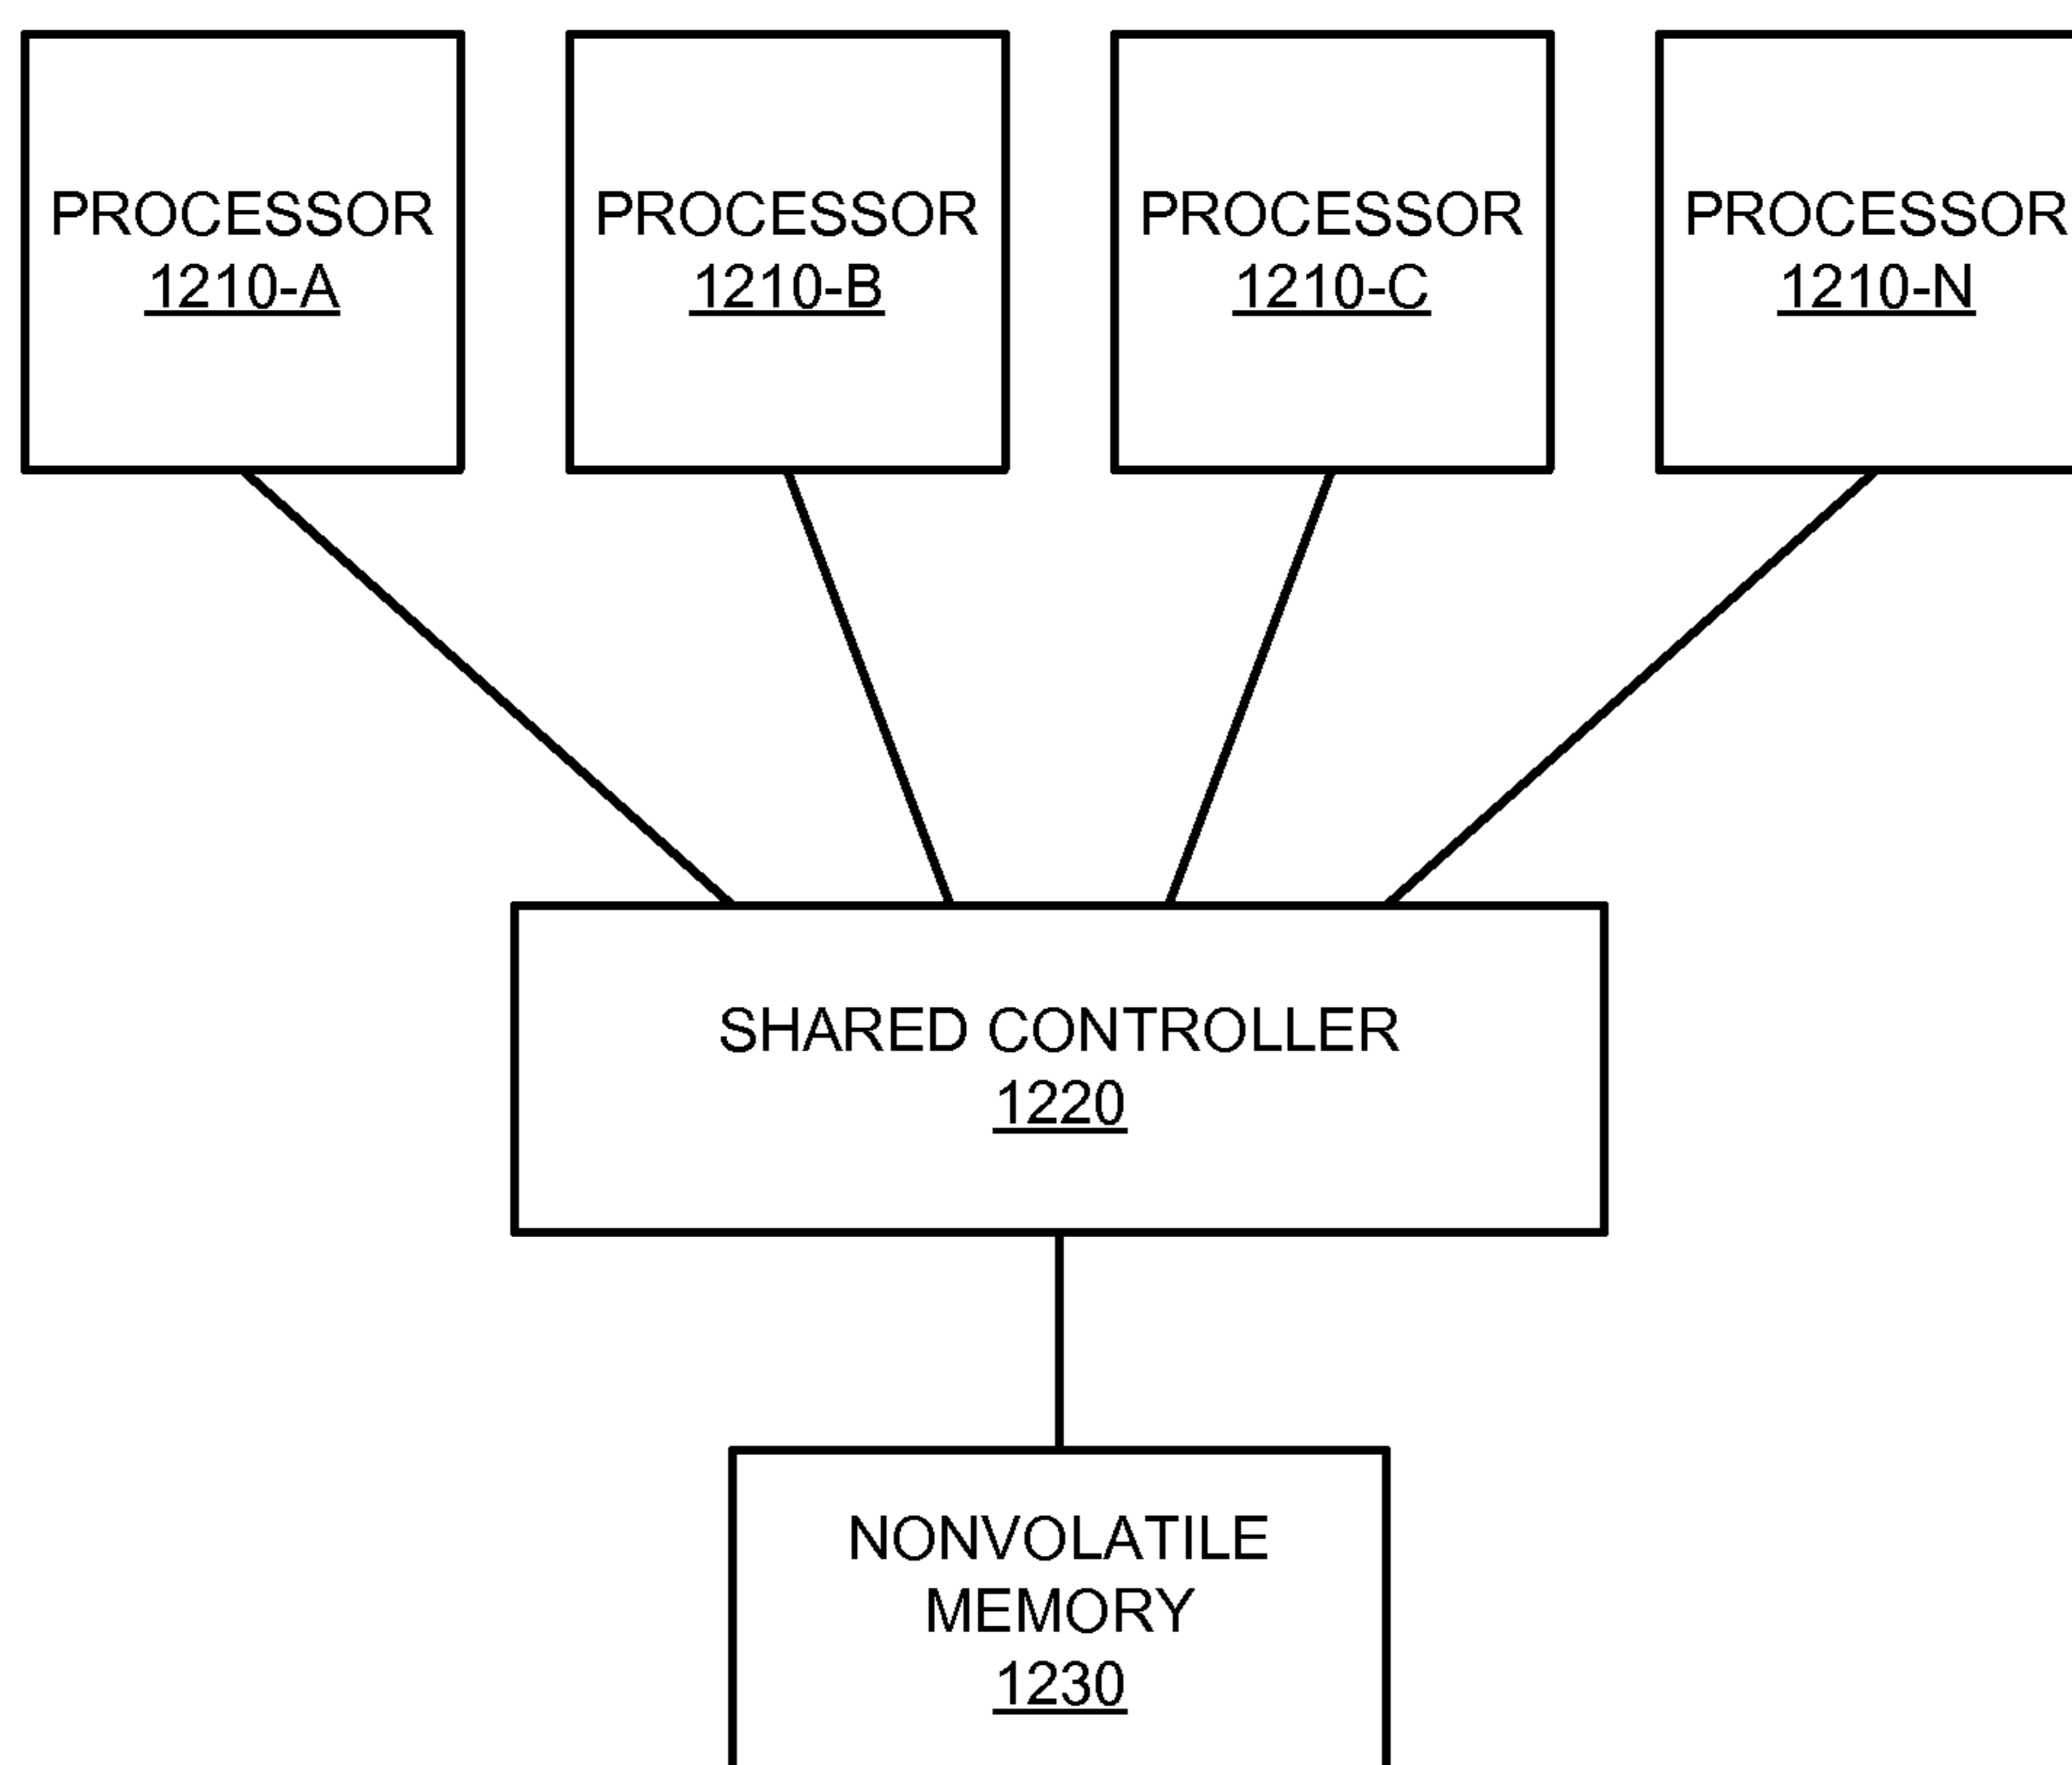 PROCESSOR
1210-A
PROCESSOR
1210-B
PROCESSOR
1210-C
PROCESSOR
1210-N
SHARED CONTROLLER
1220
NONVOLATILE
MEMORY
1230